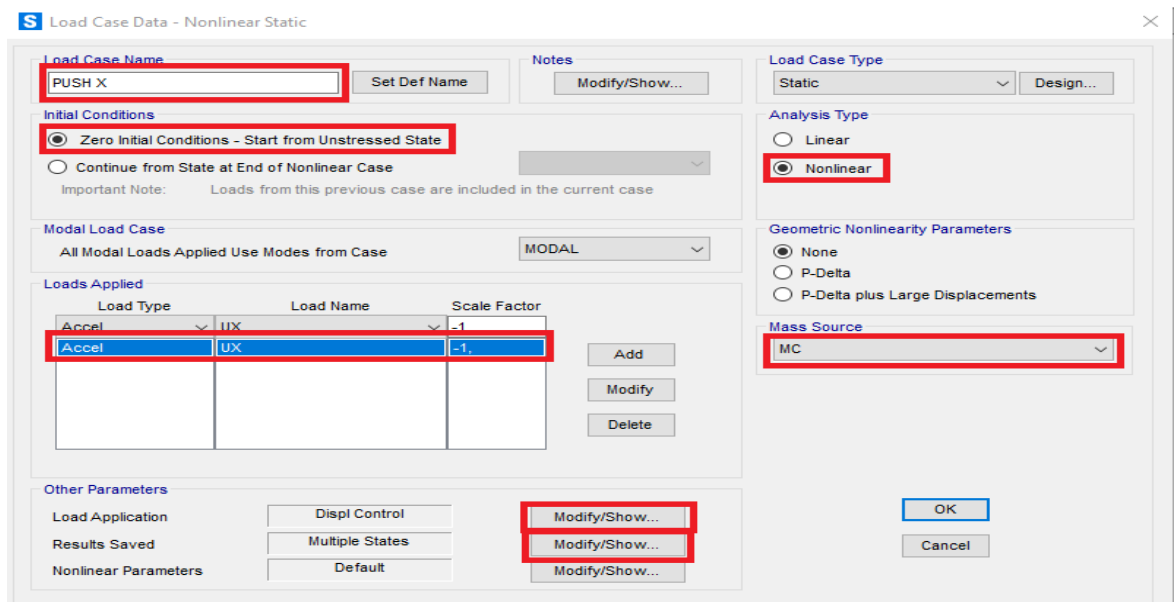 S Load Case Data - Nonlinear Static
Load Case Name
PUSH X
Set Def Name
Notes
Modify/Show...
Load Case Type
Static
Design...
Initial Conditions
Zero Initial Conditions - Start from Unstressed State
Continue from State at End of Nonlinear Case
Important Note: Loads from this previous case are included in the current case
Analysis Type
Linear
Nonlinear
Modal Load Case
All Modal Loads Applied Use Modes from Case
MODAL
Geometric Nonlinearity Parameters
None
P-Delta
P-Delta plus Large Displacements
Loads Applied
Load Type Load Name Scale Factor
Accel UX -1
Accel UX -1,
Add
Modify
Delete
Mass Source
MC
Other Parameters
Load Application Displ Control Modify/Show...
Results Saved Multiple States Modify/Show...
Nonlinear Parameters Default Modify/Show...
OK
Cancel